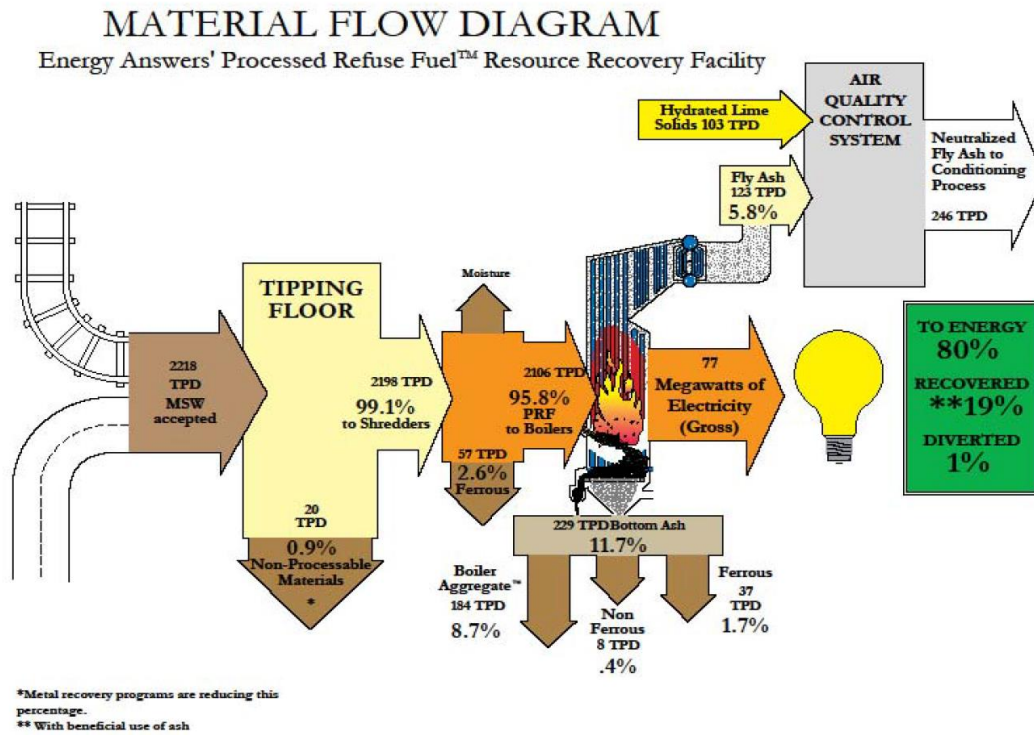 MATERIAL FLOW DIAGRAM
Energy Answers' Processed Refuse Fuel™ Resource Recovery Facility
Hydrated Lime
Solids 103 TPD
AIR
QUALITY
CONTROL
SYSTEM
Neutralized
Fly Ash to
Conditioning
Process
246 TPD
Fly Ash
123 TPD
5.8%
Moisture
TIPPING
FLOOR
2218
TPD
MSW
accepted
2198 TPD
99.1%
to Shredders
2106 TPD
95.8%
PRF
to Boilers
77
Megawatts of
Electricity
(Gross)
TO ENERGY
80%
RECOVERED
**19%
DIVERTED
1%
57 TPD
2.6%
Ferrous
20
TPD
0.9%
Non-Processable
Materials
*
229 TPD Bottom Ash
11.7%
Boiler
Aggregate™
184 TPD
8.7%
Non
Ferrous
8 TPD
.4%
Ferrous
37
TPD
1.7%
*Metal recovery programs are reducing this
percentage.
** With beneficial use of ash